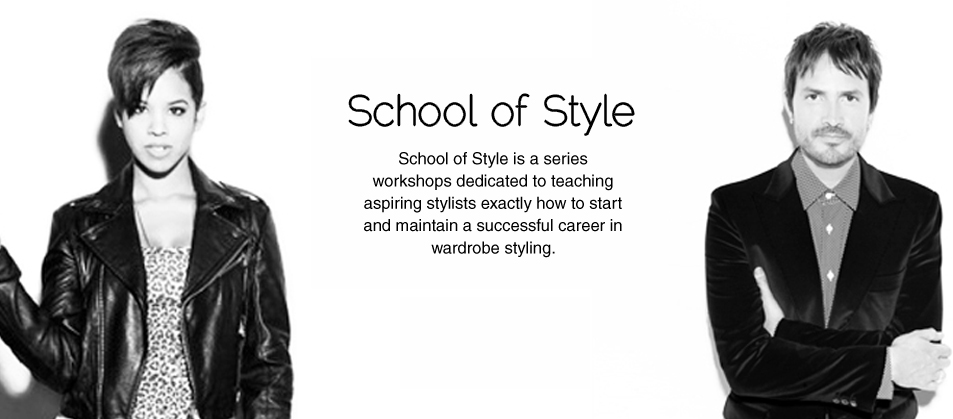 School of Style
School of Style is a series
workshops dedicated to teaching
aspiring stylists exactly how to start
and maintain a successful career in
wardrobe styling.